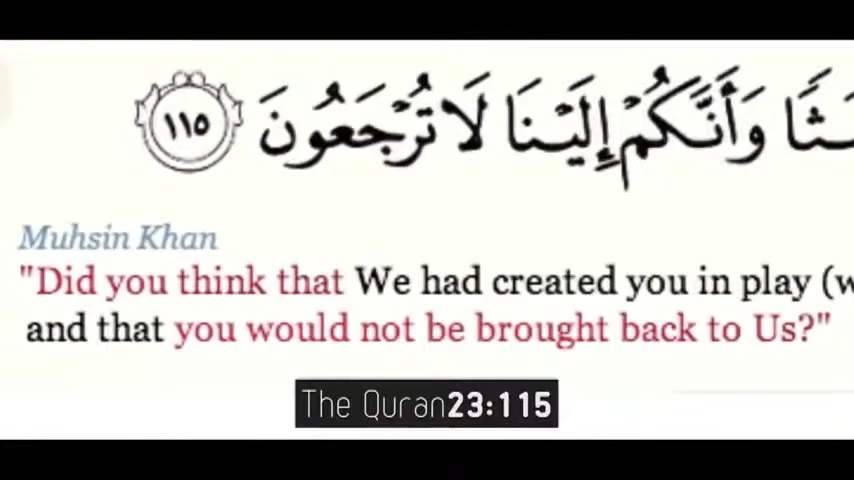 وَأَنَّكُمْ إِلَيْنَا لَا تُرْجَعُونَ ١١٥
Muhsin Khan
"Did you think that We had created you in play (w
and that you would not be brought back to Us?"
The Quran 23:115